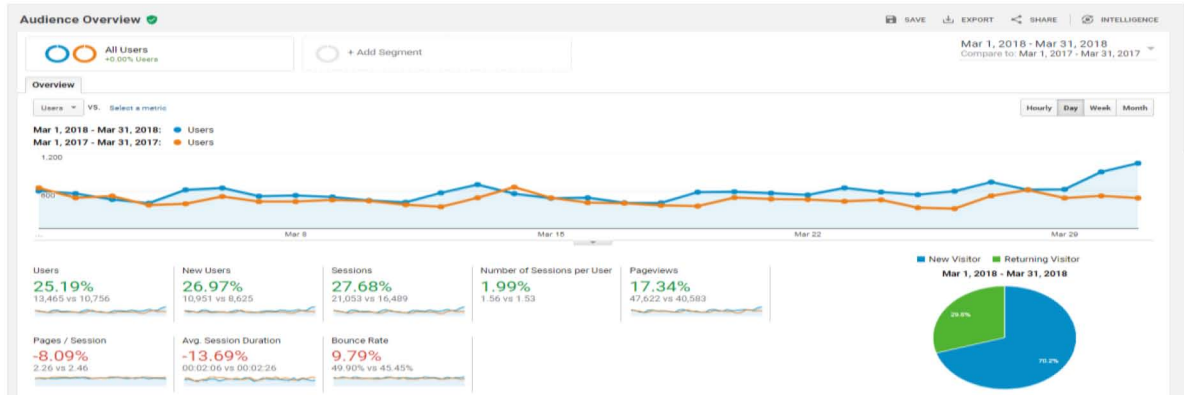 Audience Overview
SAVE EXPORT SHARE INTELLIGENCE
All Users
+0.00% Users
+ Add Segment
Mar 1, 2018 - Mar 31, 2018
Compare to: Mar 1, 2017 - Mar 31, 2017
Overview
Users VS. Select a metric
Hourly Day Week Month
Mar 1, 2018 - Mar 31, 2018: Users
Mar 1, 2017 - Mar 31, 2017: Users
1,200
600
... Mar 8 Mar 15 Mar 22 Mar 29
Users
25.19%
13,465 vs 10,756
New Users
26.97%
10,951 vs 8,625
Sessions
27.68%
21,053 vs 16,489
Number of Sessions per User
1.99%
1.56 vs 1.53
Pageviews
17.34%
47,622 vs 40,583
Pages / Session
-8.09%
2.26 vs 2.46
Avg. Session Duration
-13.69%
00:02:06 vs 00:02:26
Bounce Rate
9.79%
49.90% vs 45.45%
New Visitor Returning Visitor
Mar 1, 2018 - Mar 31, 2018
29.8%
70.2%